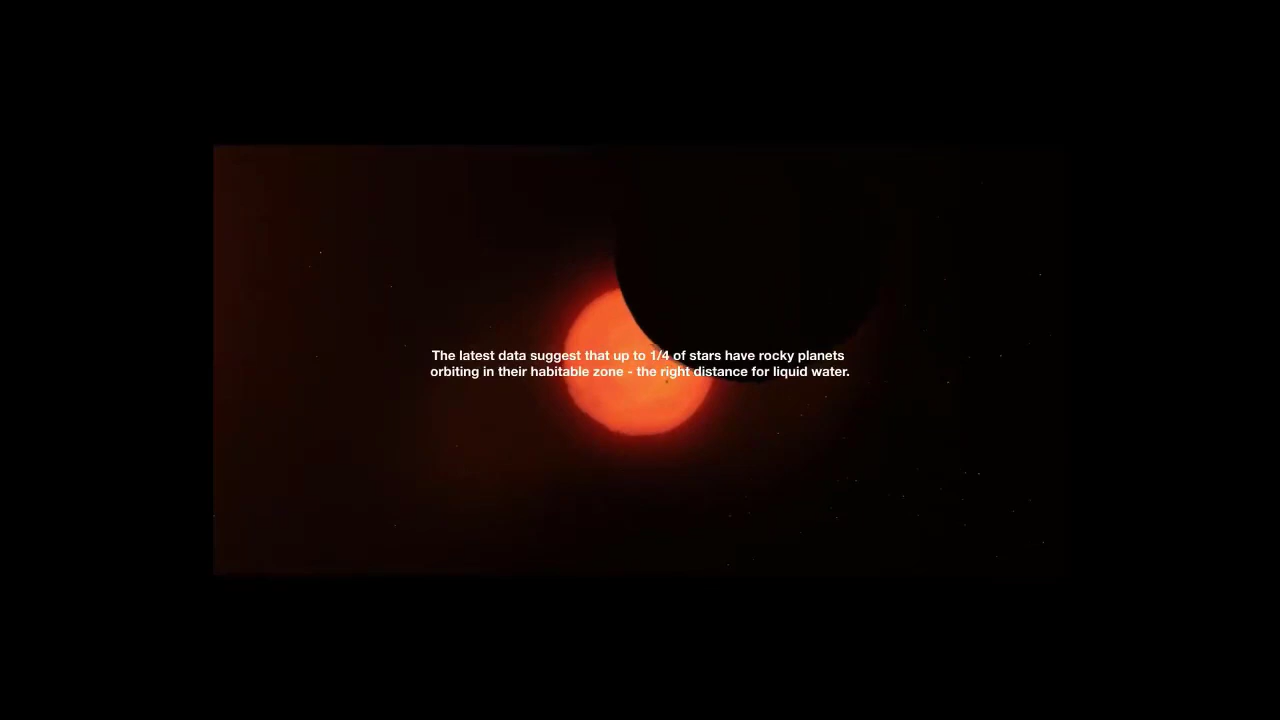 The latest data suggest that up to 1/4 of stars have rocky planets
orbiting in their habitable zone - the right distance for liquid water.